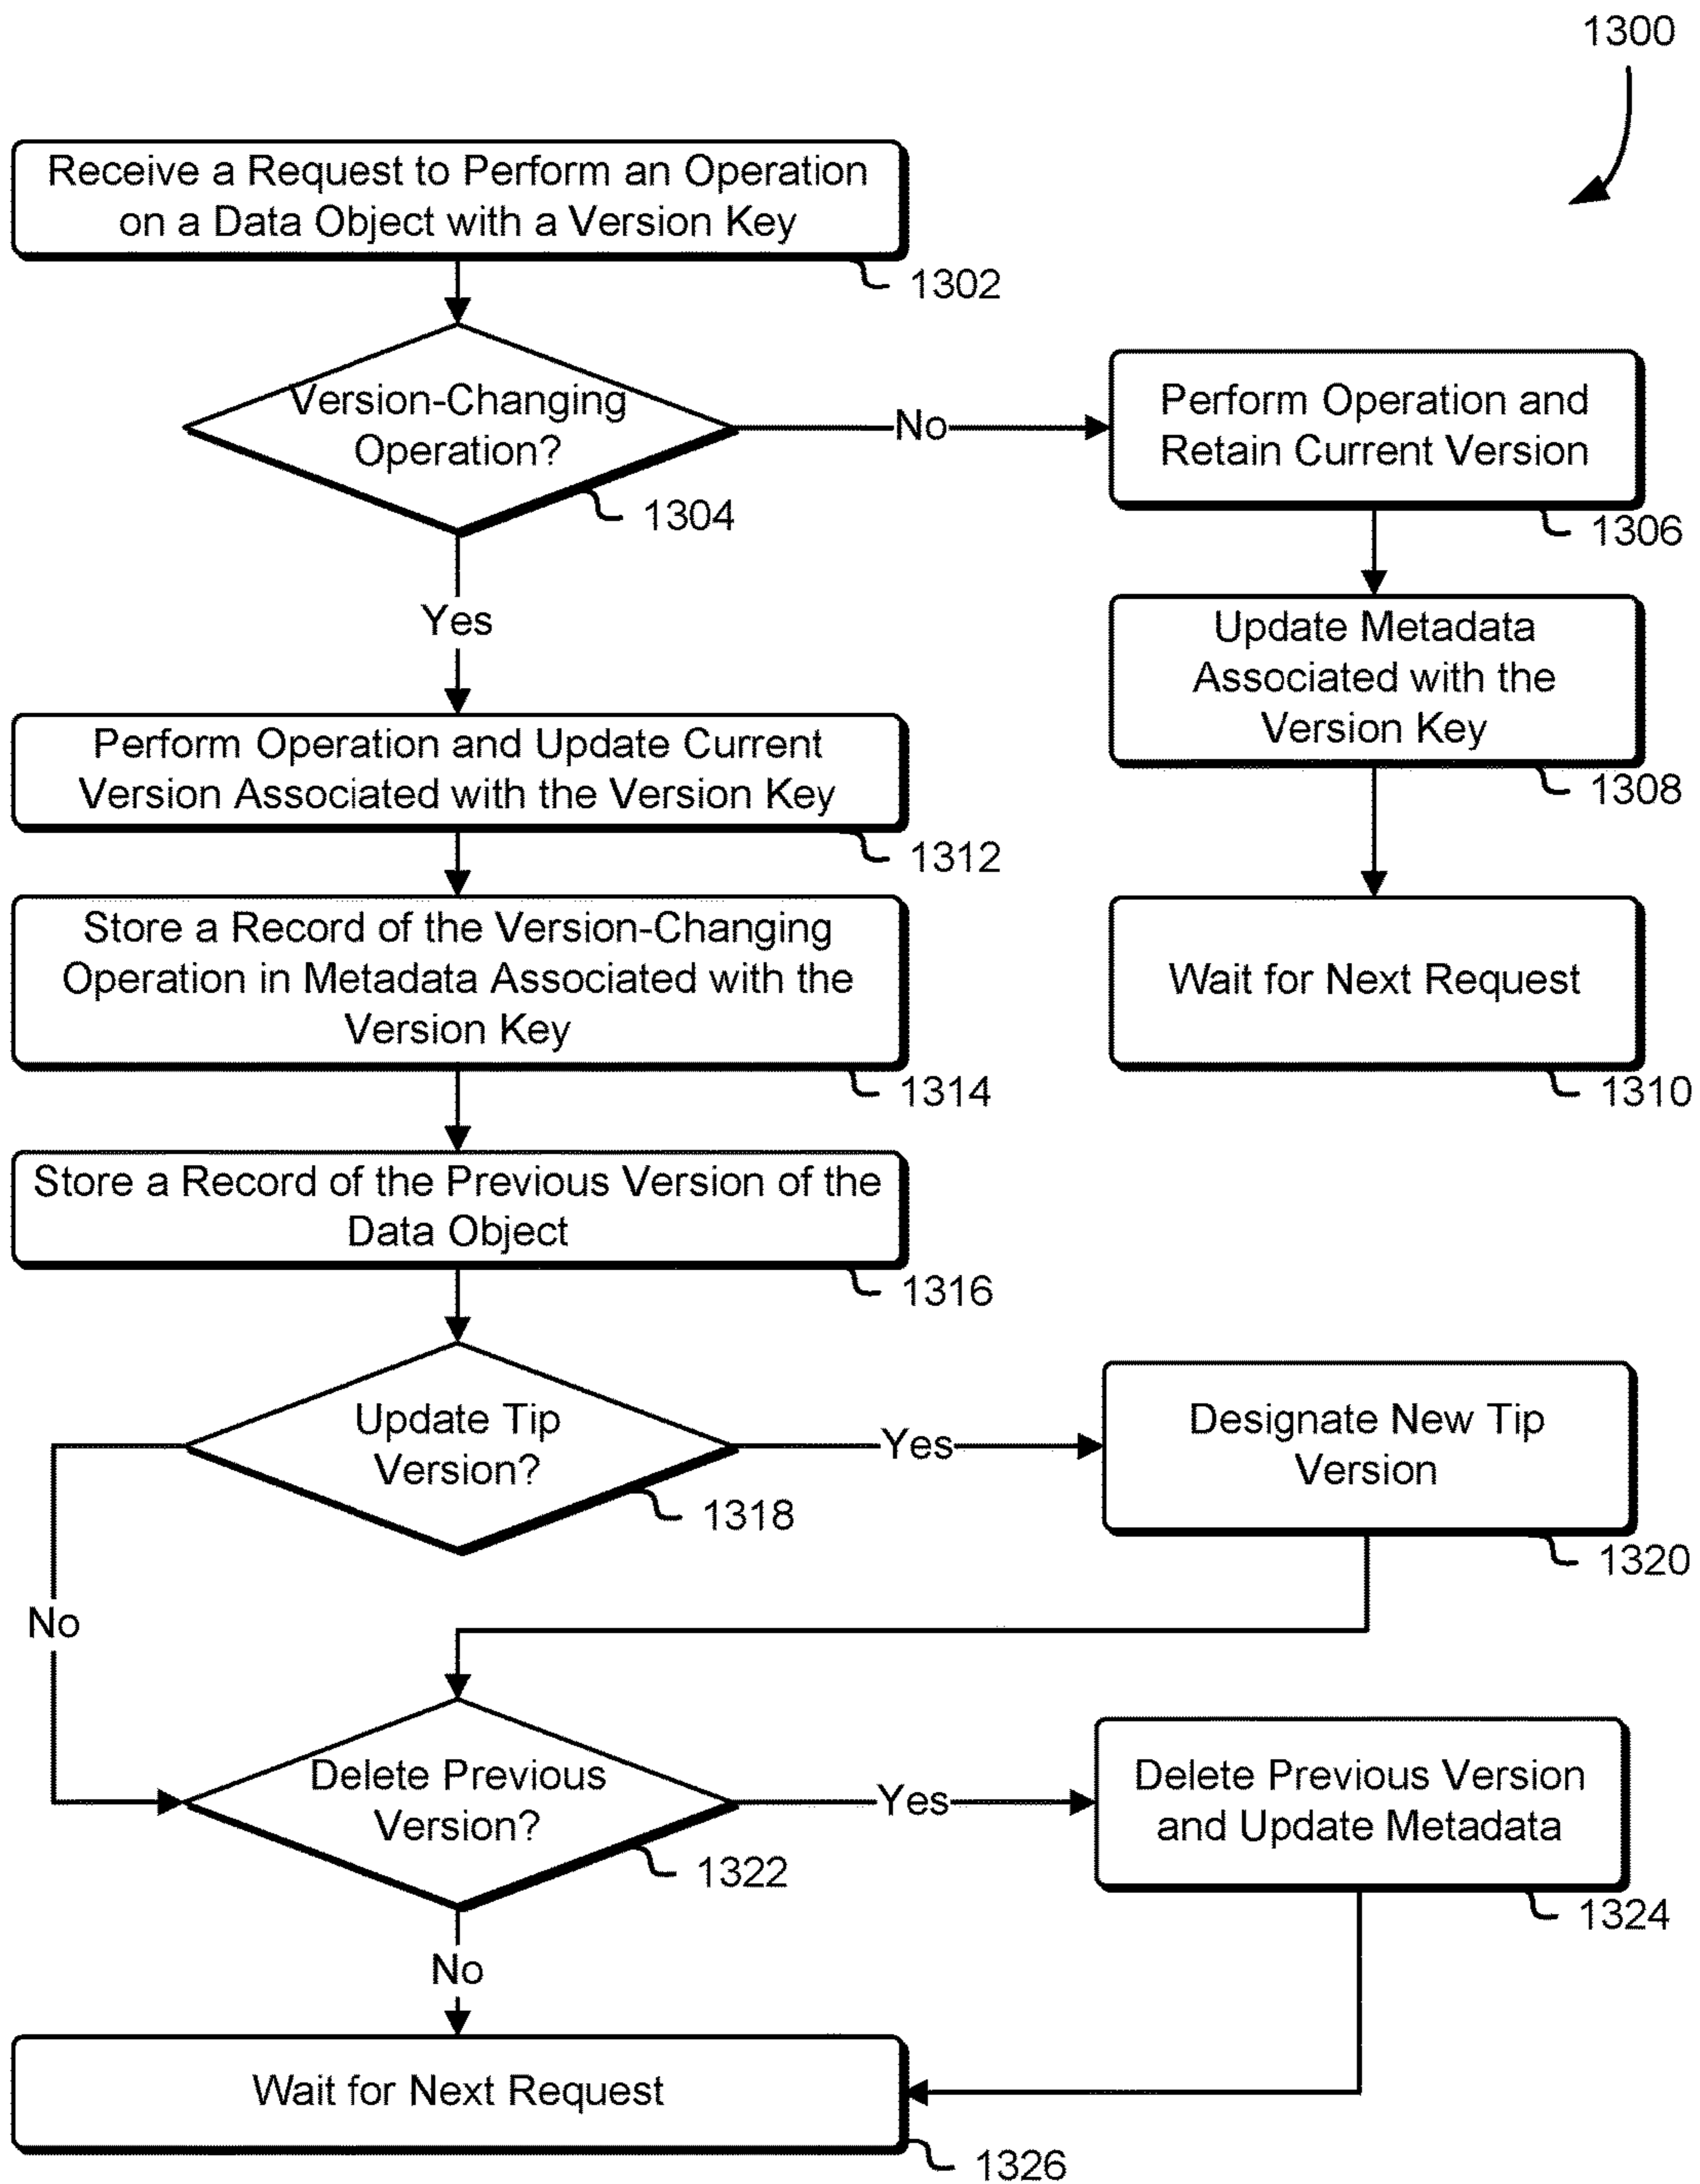 1300
Receive a Request to Perform an Operation
on a Data Object with a Version Key
1302
Version-Changing
Operation?
1304
No
Perform Operation and
Retain Current Version
1306
Update Metadata
Associated with the
Version Key
1308
Wait for Next Request
1310
Yes
Perform Operation and Update Current
Version Associated with the Version Key
1312
Store a Record of the Version-Changing
Operation in Metadata Associated with the
Version Key
1314
Store a Record of the Previous Version of the
Data Object
1316
Update Tip
Version?
1318
Yes
Designate New Tip
Version
1320
No
Delete Previous
Version?
1322
Yes
Delete Previous Version
and Update Metadata
1324
No
Wait for Next Request
1326